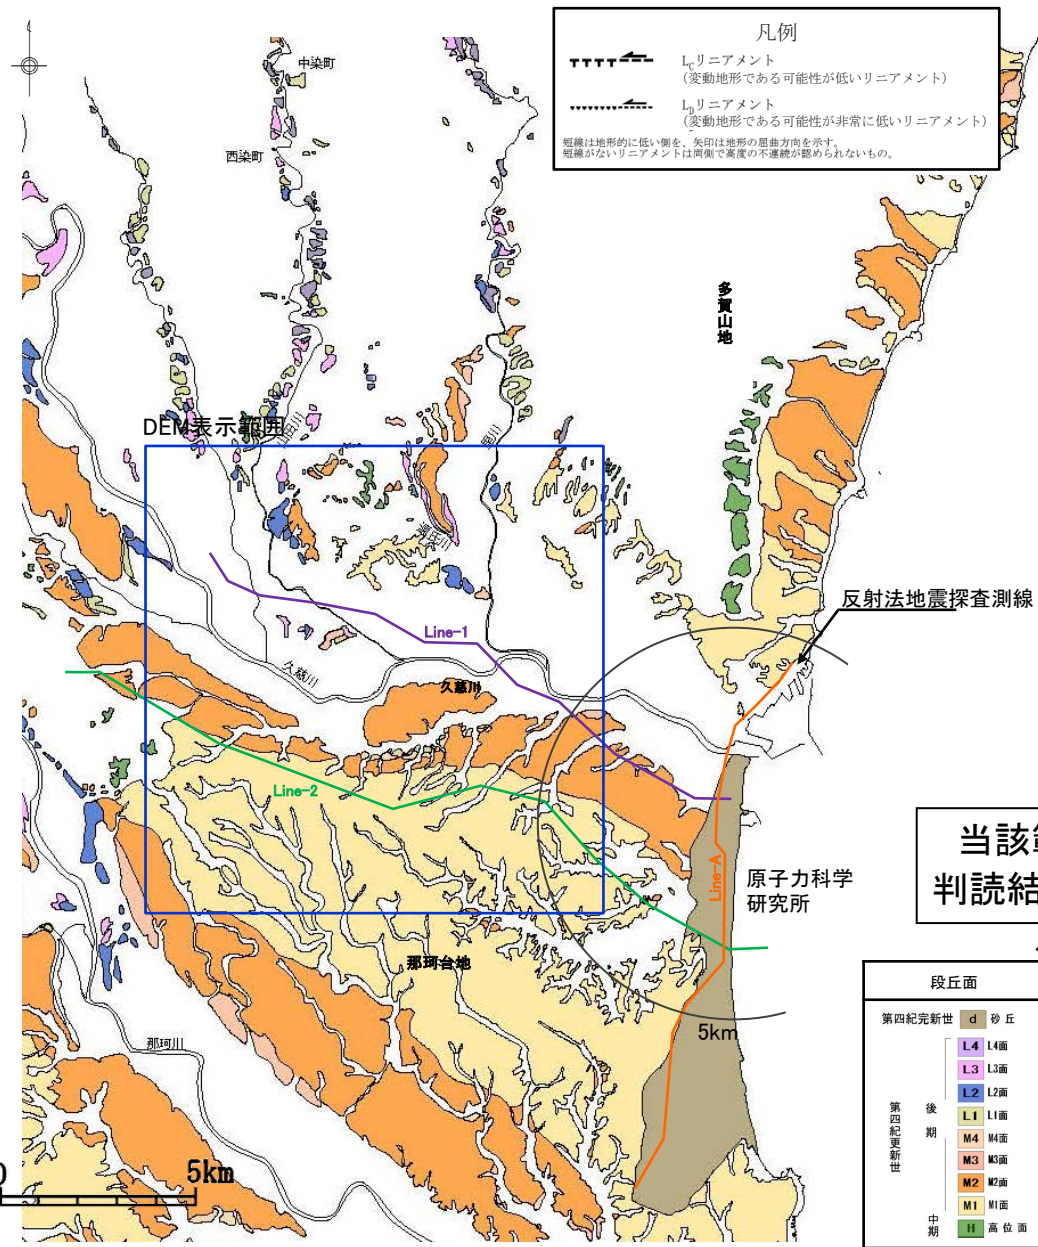 凡例
LCリニアメント
(変動地形である可能性が低いリニアメント)
LDリニアメント
(変動地形である可能性が非常に低いリニアメント)
短線は地形的に低い側を、矢印は地形の屈曲方向を示す。
短線がないリニアメントは両側で高度の不連続が認められないもの。
中染町
西染町
多賀山地
DEM表示範囲
山田川
里川
源氏川
反射法地震探査測線
Line-1
久慈川
久慈川
Line-2
Line-A
原子力科学
研究所
当該
判読結
那珂台地
5km
那珂川
0 5km
段丘面
第四紀完新世 d 砂丘
L4 L4面
L3 L3面
L2 L2面
L1 L1面
M4 M4面
M3 M3面
M2 M2面
M1 M1面
H 高位面
第四紀更新世
後期
中期